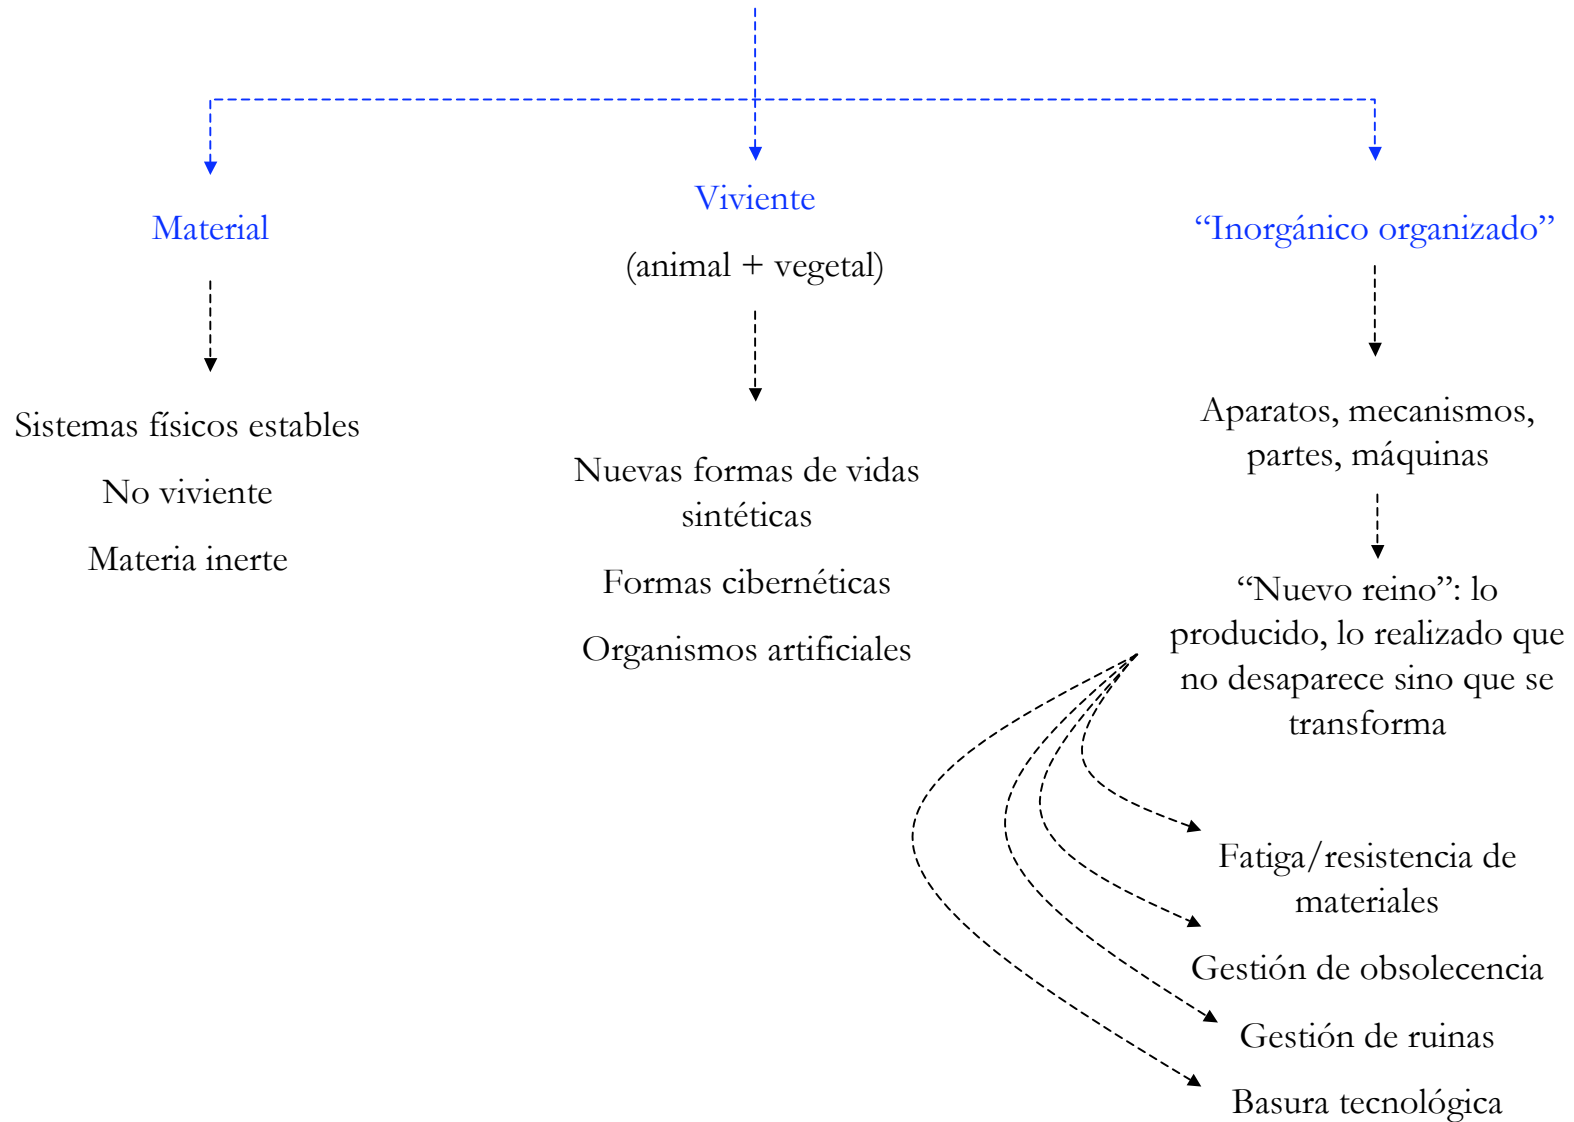 Material
Sistemas físicos estables
No viviente
Materia inerte
Viviente
(animal + vegetal)
Nuevas formas de vidas
sintéticas
Formas cibernéticas
Organismos artificiales
“Inorgánico organizado”
Aparatos, mecanismos,
partes, máquinas
“Nuevo reino”: lo
producido, lo realizado que
no desaparece sino que se
transforma
Fatiga/resistencia de
materiales
Gestión de obsolecencia
Gestión de ruinas
Basura tecnológica